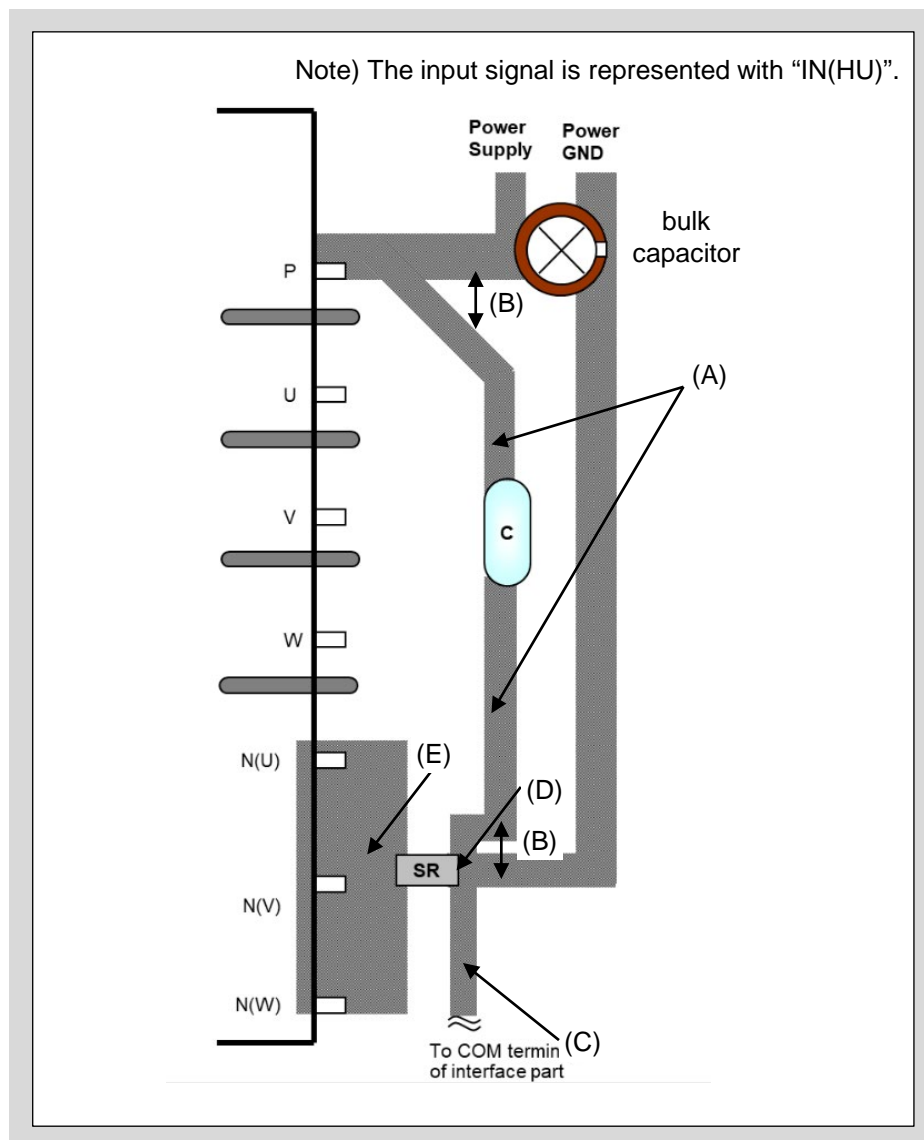 Note) The input signal is represented with “IN(HU)”.
Power
Supply
Power
GND
bulk
capacitor
P
(B)
(A)
U
V
C
W
N(U)
(E)
(D)
(B)
SR
N(V)
N(W)
(C)
To COM termin
of interface part